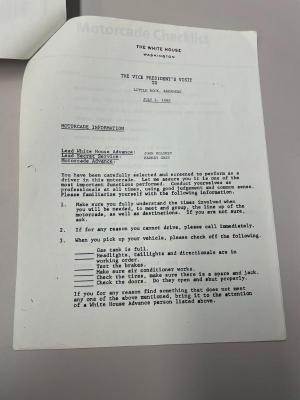 Motorcade Checklist
THE WHITE HOUSE
WASHINGTON
THE VICE PRESIDENT'S VISIT
TO
LITTLE ROCK, ARKANSAS
MOTORCADE INFORMATION
Lead White House Advance:
Lead Secret Service:
Motorcade Advance:
You have been carefully selected and screened to perform as a
driver in this motorcade. Let me assure you it is one of the
most important functions performed. Conduct yourselves as
professionals at all times, using good judgement and common sense.
Please familiarize yourself with the following information.
1. Make sure you fully understand the times involved when
you will be needed, to meet and group, the line up of the
motorcade, as well as destinations. If you are not sure,
ask.
2. If for any reason you cannot drive, please call immediately.
3. When you pick up your vehicle, please check off the following.
Gas tank is full.
Headlights, taillights and directionals are in
working order.
Test the brakes.
Make sure air conditioner works.
Check the tires, make sure there is a spare and jack.
Check the doors. Do they open and shut properly.
If you for any reason find something that does not meet
any one of the above mentioned, bring it to the attention
of a White House Advance person listed above.